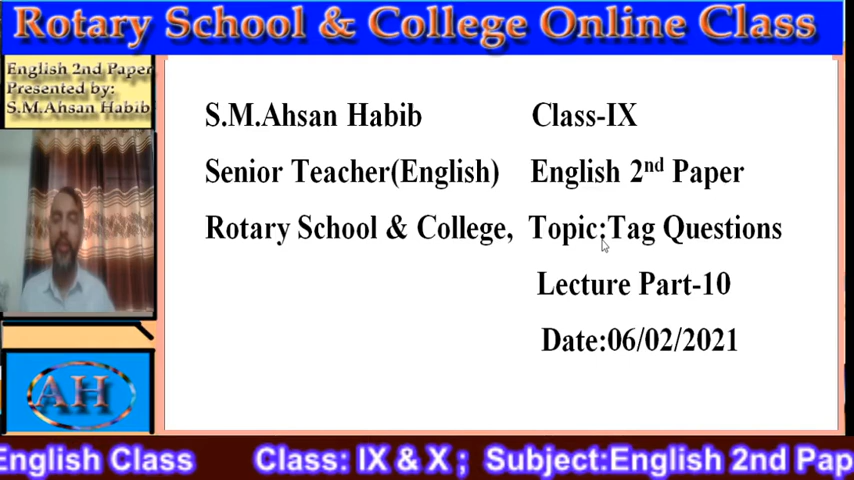 Rotary School & College Online Class
English 2nd Paper
Presented by:
S.M.Ahsan Habib
S.M.Ahsan Habib
Senior Teacher(English)
Rotary School & College,
Class-IX
English 2nd Paper
Topic:Tag Questions
Lecture Part-10
Date:06/02/2021
AH
English Class Class: IX & X ; Subject:English 2nd Pap